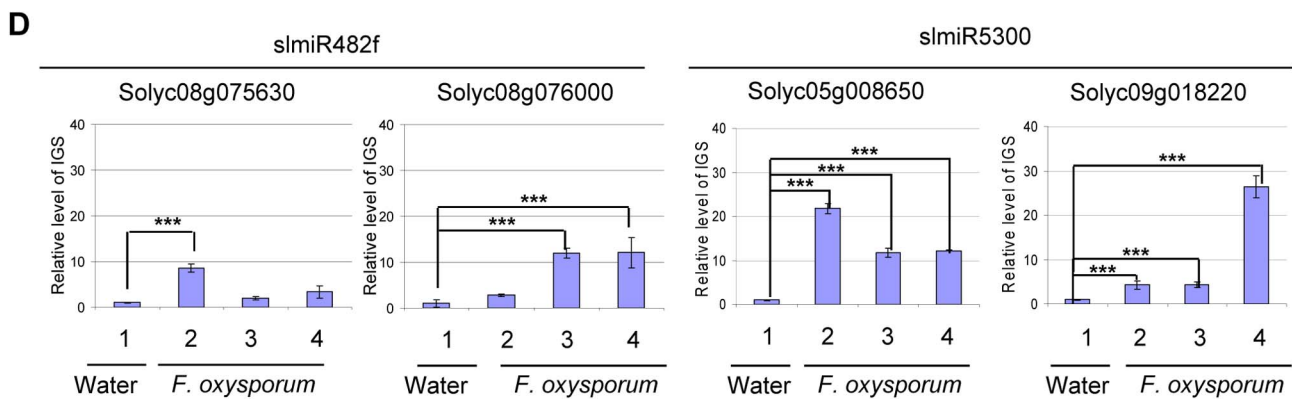 D
slmiR482f
slmiR5300
Solyc08g075630
Solyc08g076000
Solyc05g008650
Solyc09g018220
Relative level of IGS
40
30
20
10
0
***
1 2 3 4
Water F. oxysporum
Relative level of IGS
40
30
20
10
0
***
***
1 2 3 4
Water F. oxysporum
Relative level of IGS
40
30
20
10
0
***
***
***
1 2 3 4
Water F. oxysporum
Relative level of IGS
40
30
20
10
0
***
***
***
1 2 3 4
Water F. oxysporum